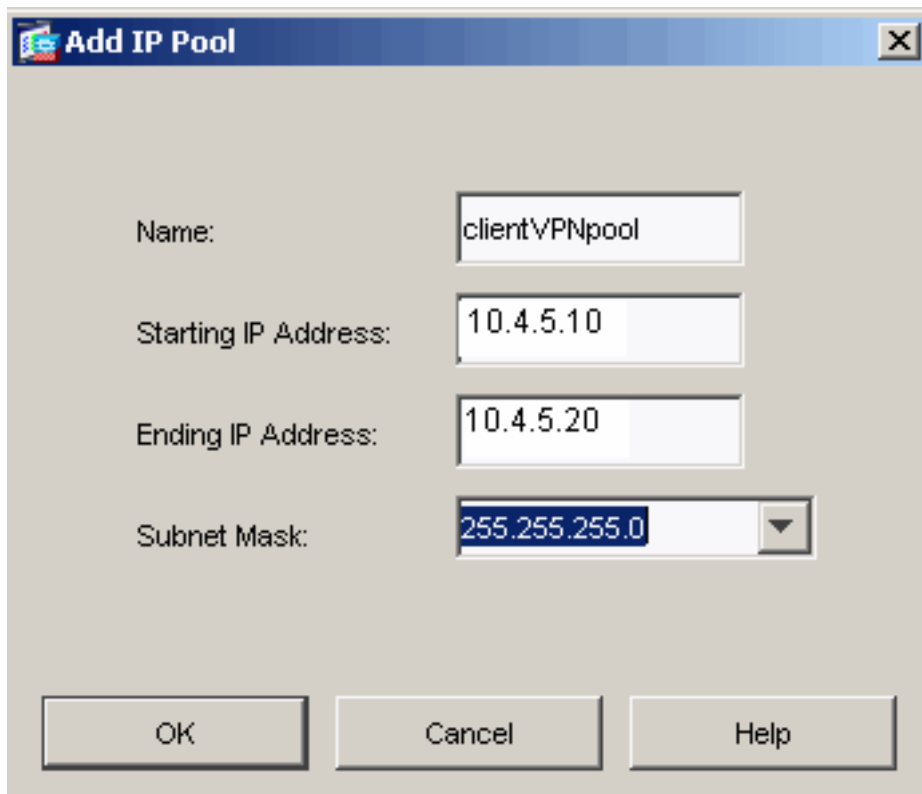 Add IP Pool
Name: clientVPNpool
Starting IP Address: 10.4.5.10
Ending IP Address: 10.4.5.20
Subnet Mask: 255.255.255.0
OK Cancel Help